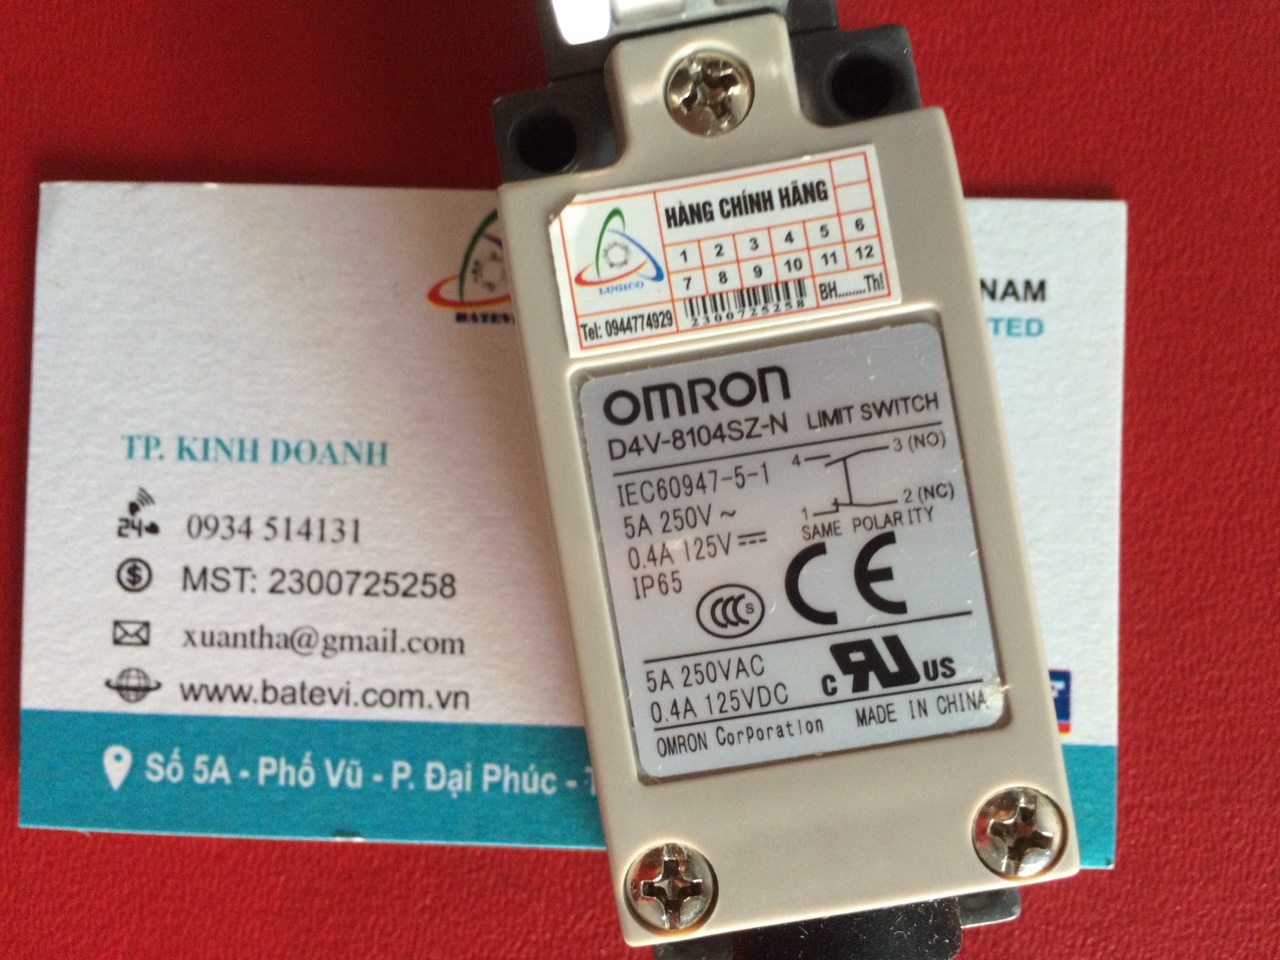 HÀNG CHÍNH HÃNG
1 2 3 4 5 6
7 8 9 10 11 12
LUGICO
Tel: 0944774929
2300725258
BH........Th!
OMRON
D4V-8104SZ-N LIMIT SWITCH
IEC60947-5-1
4 3 (NO)
5A 250V ~
1 2 (NC)
0.4A 125V ⎓
SAME POLARITY
IP65
CCC S
CE
5A 250VAC
0.4A 125VDC
c RU US
OMRON Corporation MADE IN CHINA
NAM
TED
TP. KINH DOANH
24
0934 514131
$ MST: 2300725258
xuantha@gmail.com
www.batevi.com.vn
Số 5A - Phố Vũ - P. Đại Phúc -